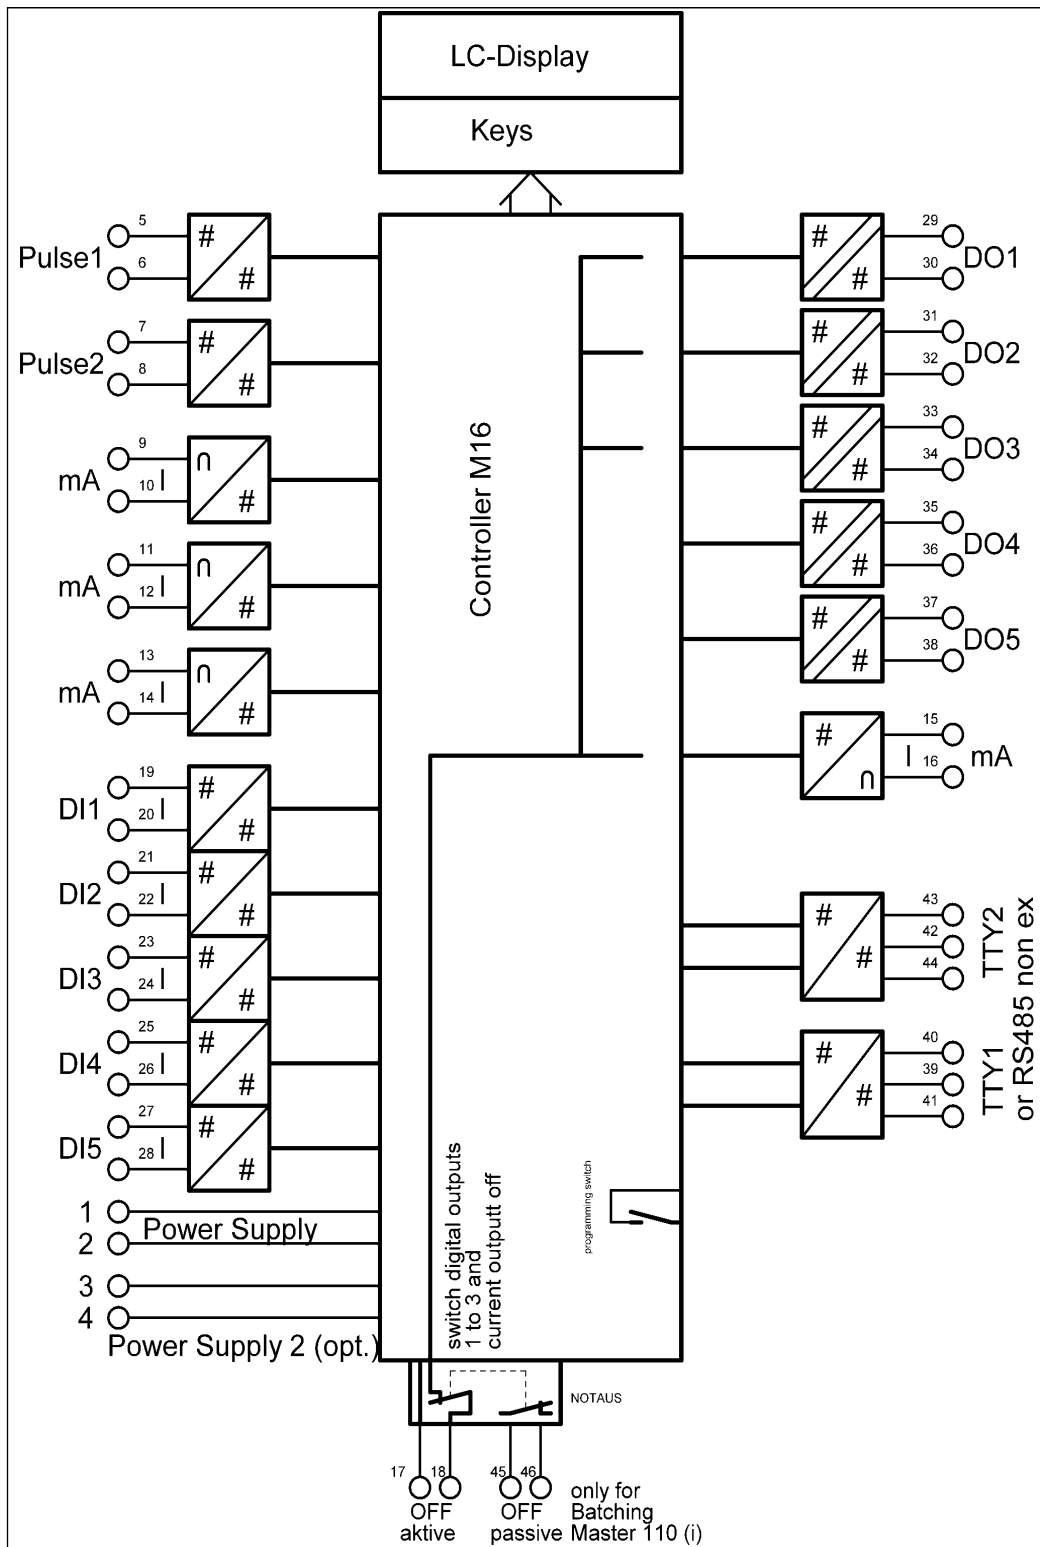 LC-Display
Keys
Controller M16
Pulse1
5
6
#
#
Pulse2
7
8
#
#
mA
9
10 I
∩
#
mA
11
12 I
∩
#
mA
13
14 I
∩
#
DI1
19
20 I
#
#
DI2
21
22 I
#
#
DI3
23
24 I
#
#
DI4
25
26 I
#
#
DI5
27
28 I
#
#
1
Power Supply
2
3
4
Power Supply 2 (opt.)
29
30
DO1
#
#
31
32
DO2
#
#
33
34
DO3
#
#
35
36
DO4
#
#
37
38
DO5
#
#
15
I 16
mA
#
∩
43
42
44
#
#
TTY2
40
39
41
#
#
TTY1
or RS485 non ex
programming switch
switch digital outputs
1 to 3 and
current outputt off
NOTAUS
17
18
OFF
aktive
45
46
OFF
passive
only for
Batching
Master 110 (i)